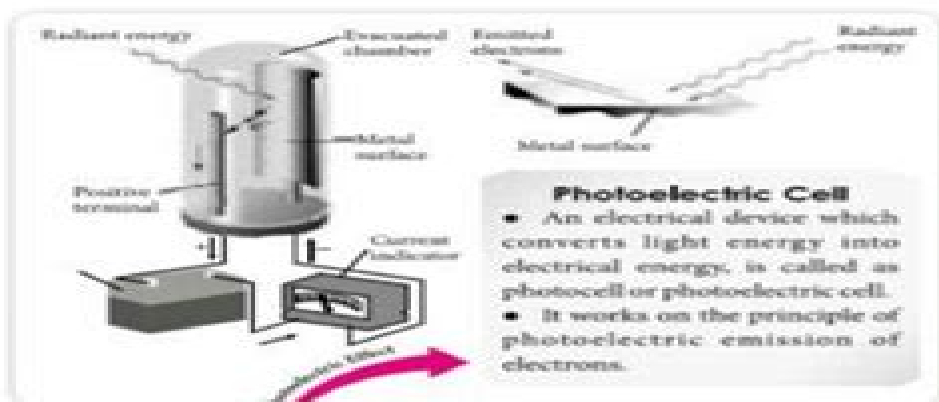 Radiant energy
Evacuated
chamber
Emitted
electrons
Radiant
energy
Metal
surface
Metal surface
Positive
terminal
Current
indicator
Photoelectric Cell
• An electrical device which
converts light energy into
electrical energy, is called as
photocell or photoelectric cell.
• It works on the principle of
photoelectric emission of
electrons.
Effect